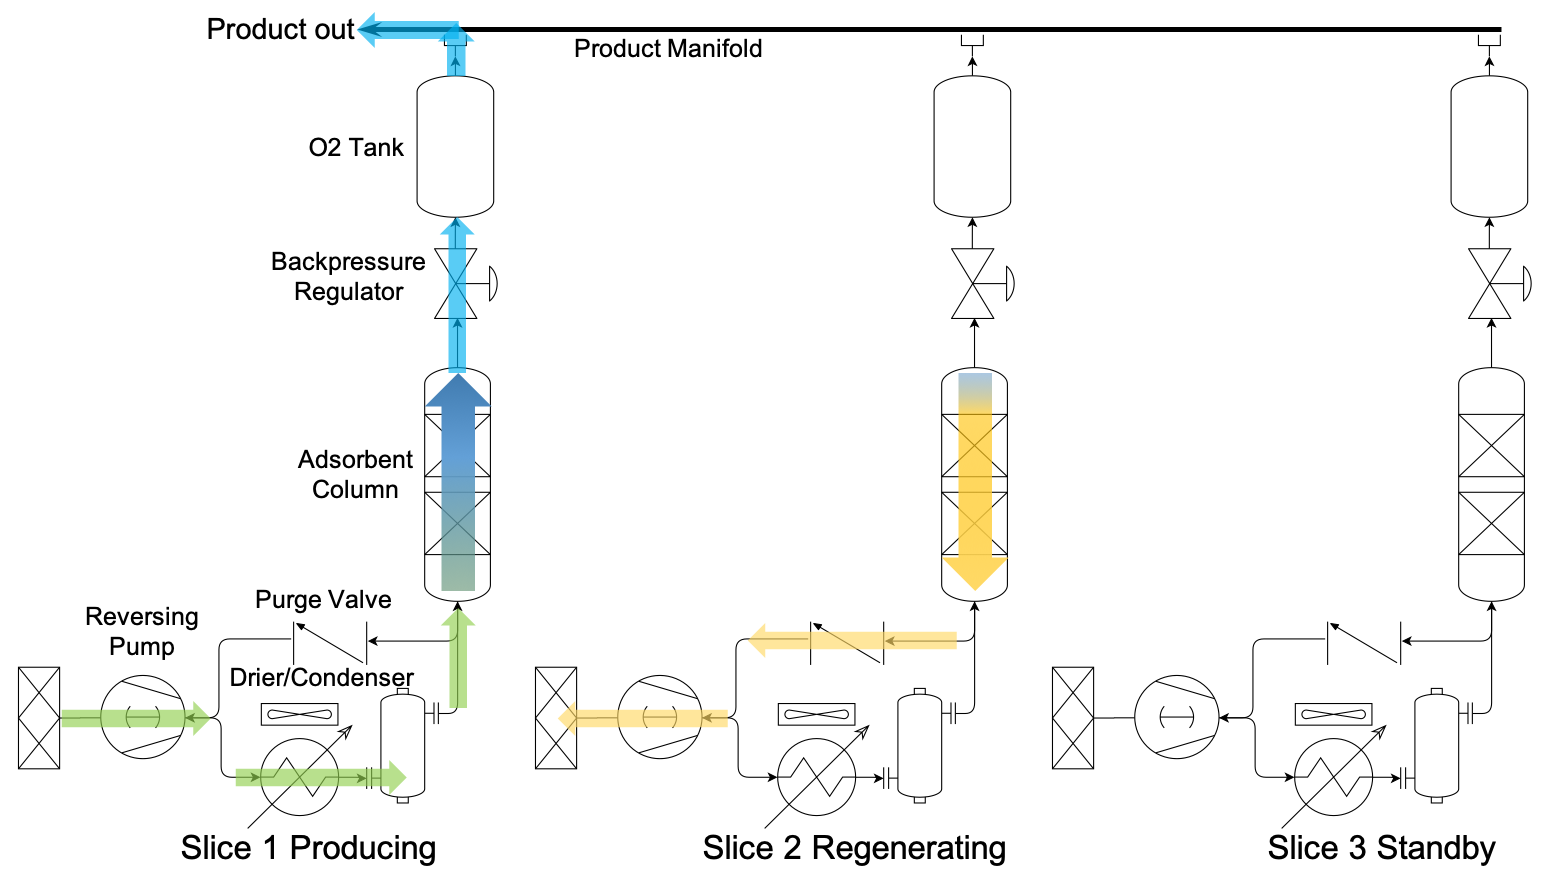 Product out
Product Manifold
O2 Tank
Backpressure
Regulator
Adsorbent
Column
Purge Valve
Reversing
Pump
Drier/Condenser
Slice 1 Producing
Slice 2 Regenerating
Slice 3 Standby